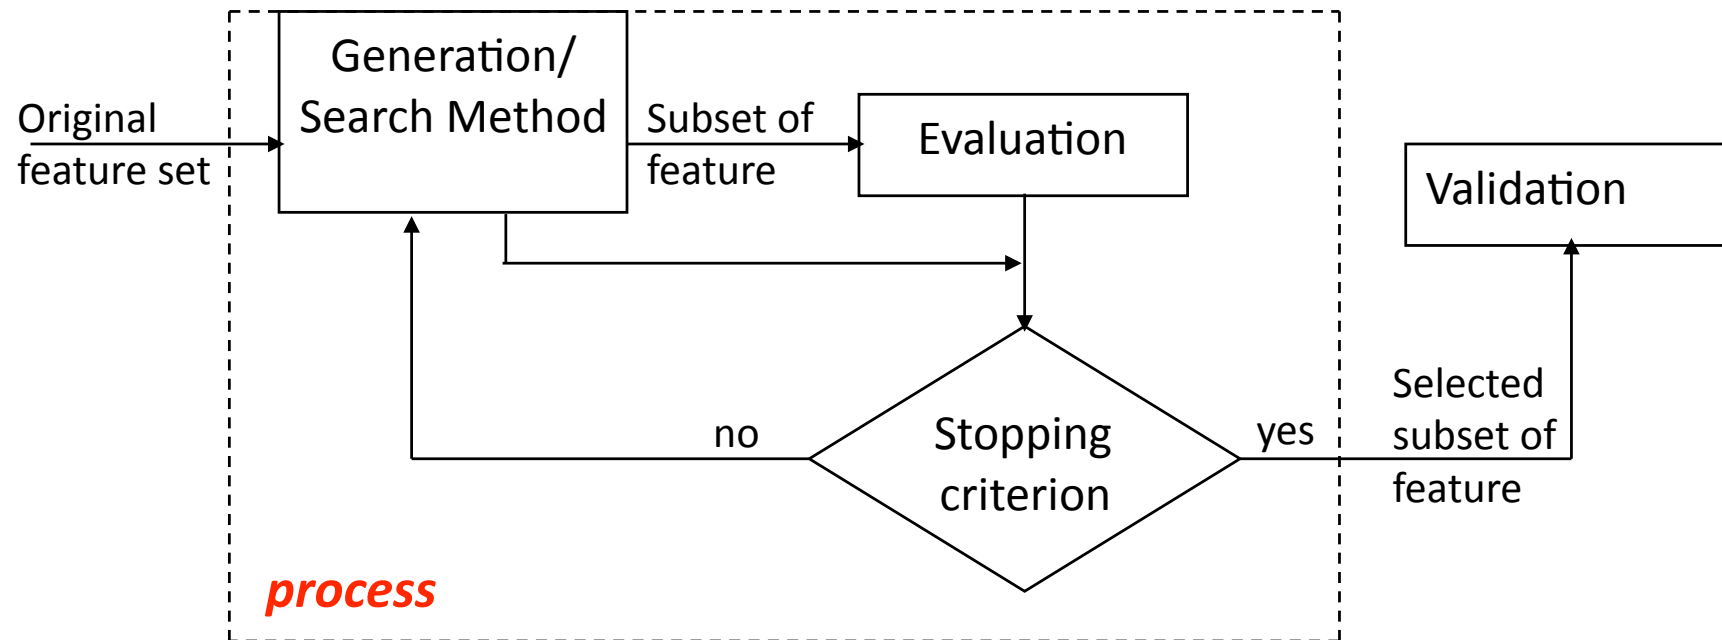 Original
feature set
Generation/
Search Method
Subset of
feature
Evaluation
Validation
no
Stopping
criterion
yes
Selected
subset of
feature
process